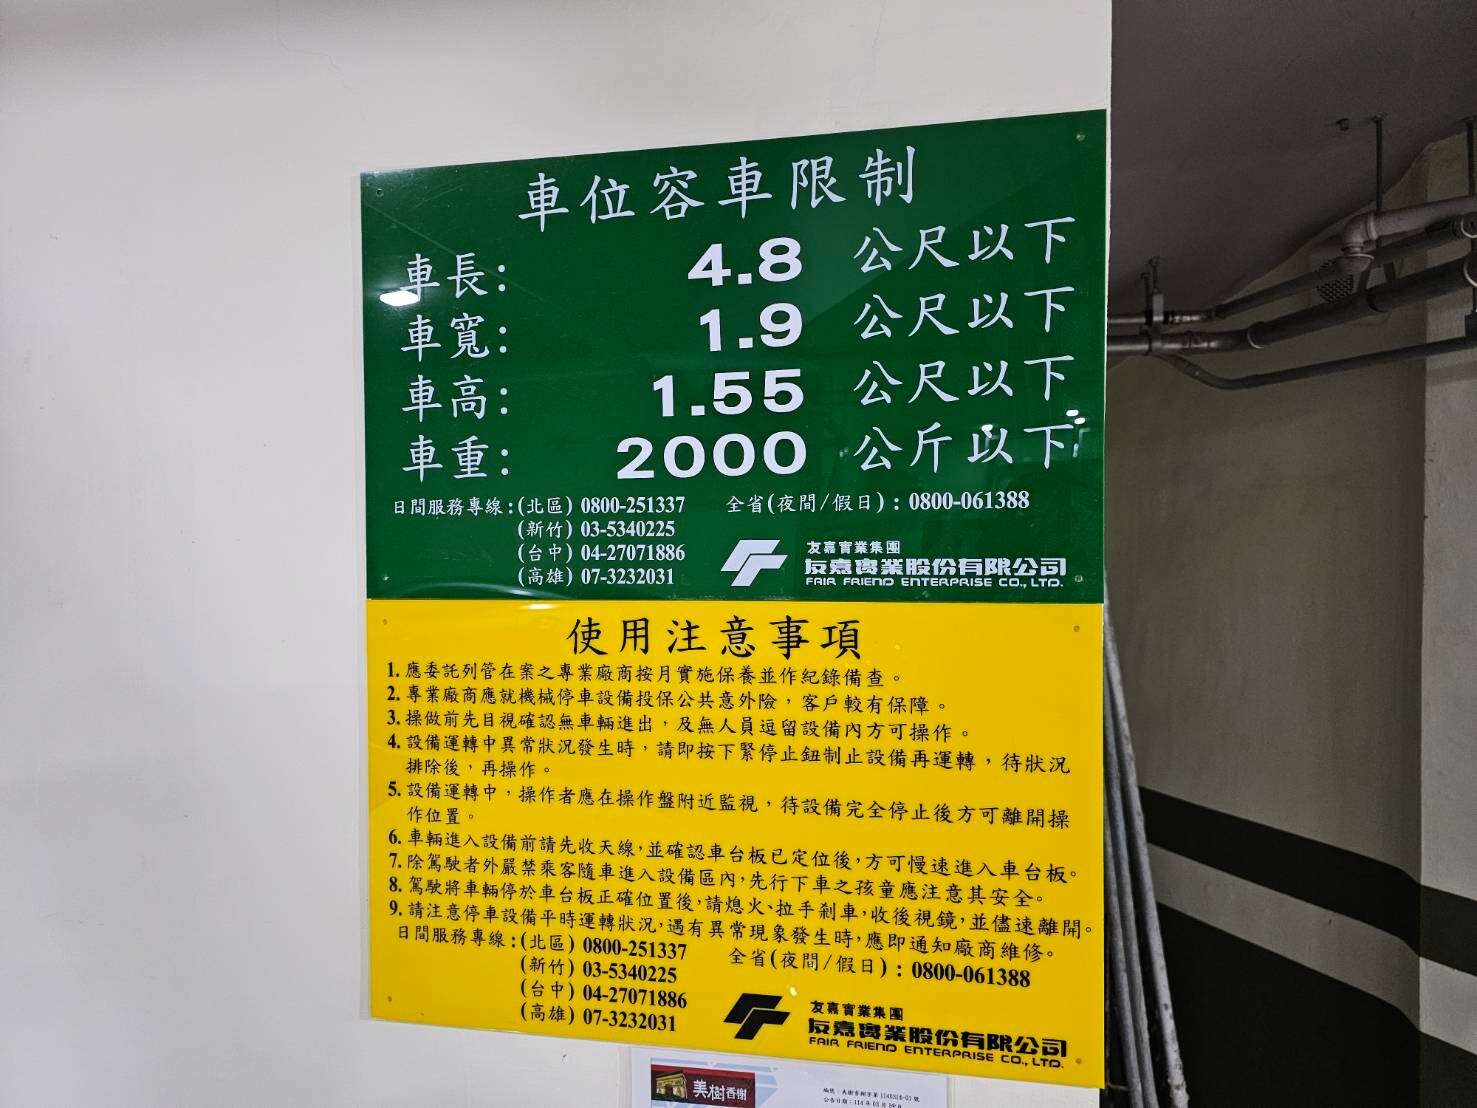 車位容車限制
車長: 4.8 公尺以下
車寬: 1.9 公尺以下
車高: 1.55 公尺以下
車重: 2000 公斤以下
日間服務專線:(北區) 0800-251337 全省(夜間/假日) : 0800-061388
(新竹) 03-5340225
(台中) 04-27071886
(高雄) 07-3232031
友嘉實業集團
友嘉實業股份有限公司
FAIR FRIEND ENTERPRISE CO., LTD.
使用注意事項
1. 應委託列管在案之專業廠商按月實施保養並作紀錄備查。
2. 專業廠商應就機械停車設備投保公共意外險，客戶較有保障。
3. 操做前先目視確認無車輛進出，及無人員逗留設備內方可操作。
4. 設備運轉中異常狀況發生時，請即按下緊停止鈕制止設備再運轉，待狀況
排除後，再操作。
5. 設備運轉中，操作者應在操作盤附近監視，待設備完全停止後方可離開操
作位置。
6. 車輛進入設備前請先收天線,並確認車台板已定位後,方可慢速進入車台板。
7. 除駕駛者外嚴禁乘客隨車進入設備區內,先行下車之孩童應注意其安全。
8. 駕駛將車輛停於車台板正確位置後,請熄火、拉手剎車,收後視鏡,並儘速離開。
9. 請注意停車設備平時運轉狀況,遇有異常現象發生時,應即通知廠商維修。
日間服務專線:(北區) 0800-251337 全省(夜間/假日) : 0800-061388
(新竹) 03-5340225
(台中) 04-27071886
(高雄) 07-3232031
友嘉實業集團
友嘉實業股份有限公司
FAIR FRIEND ENTERPRISE CO., LTD.
美樹香榭